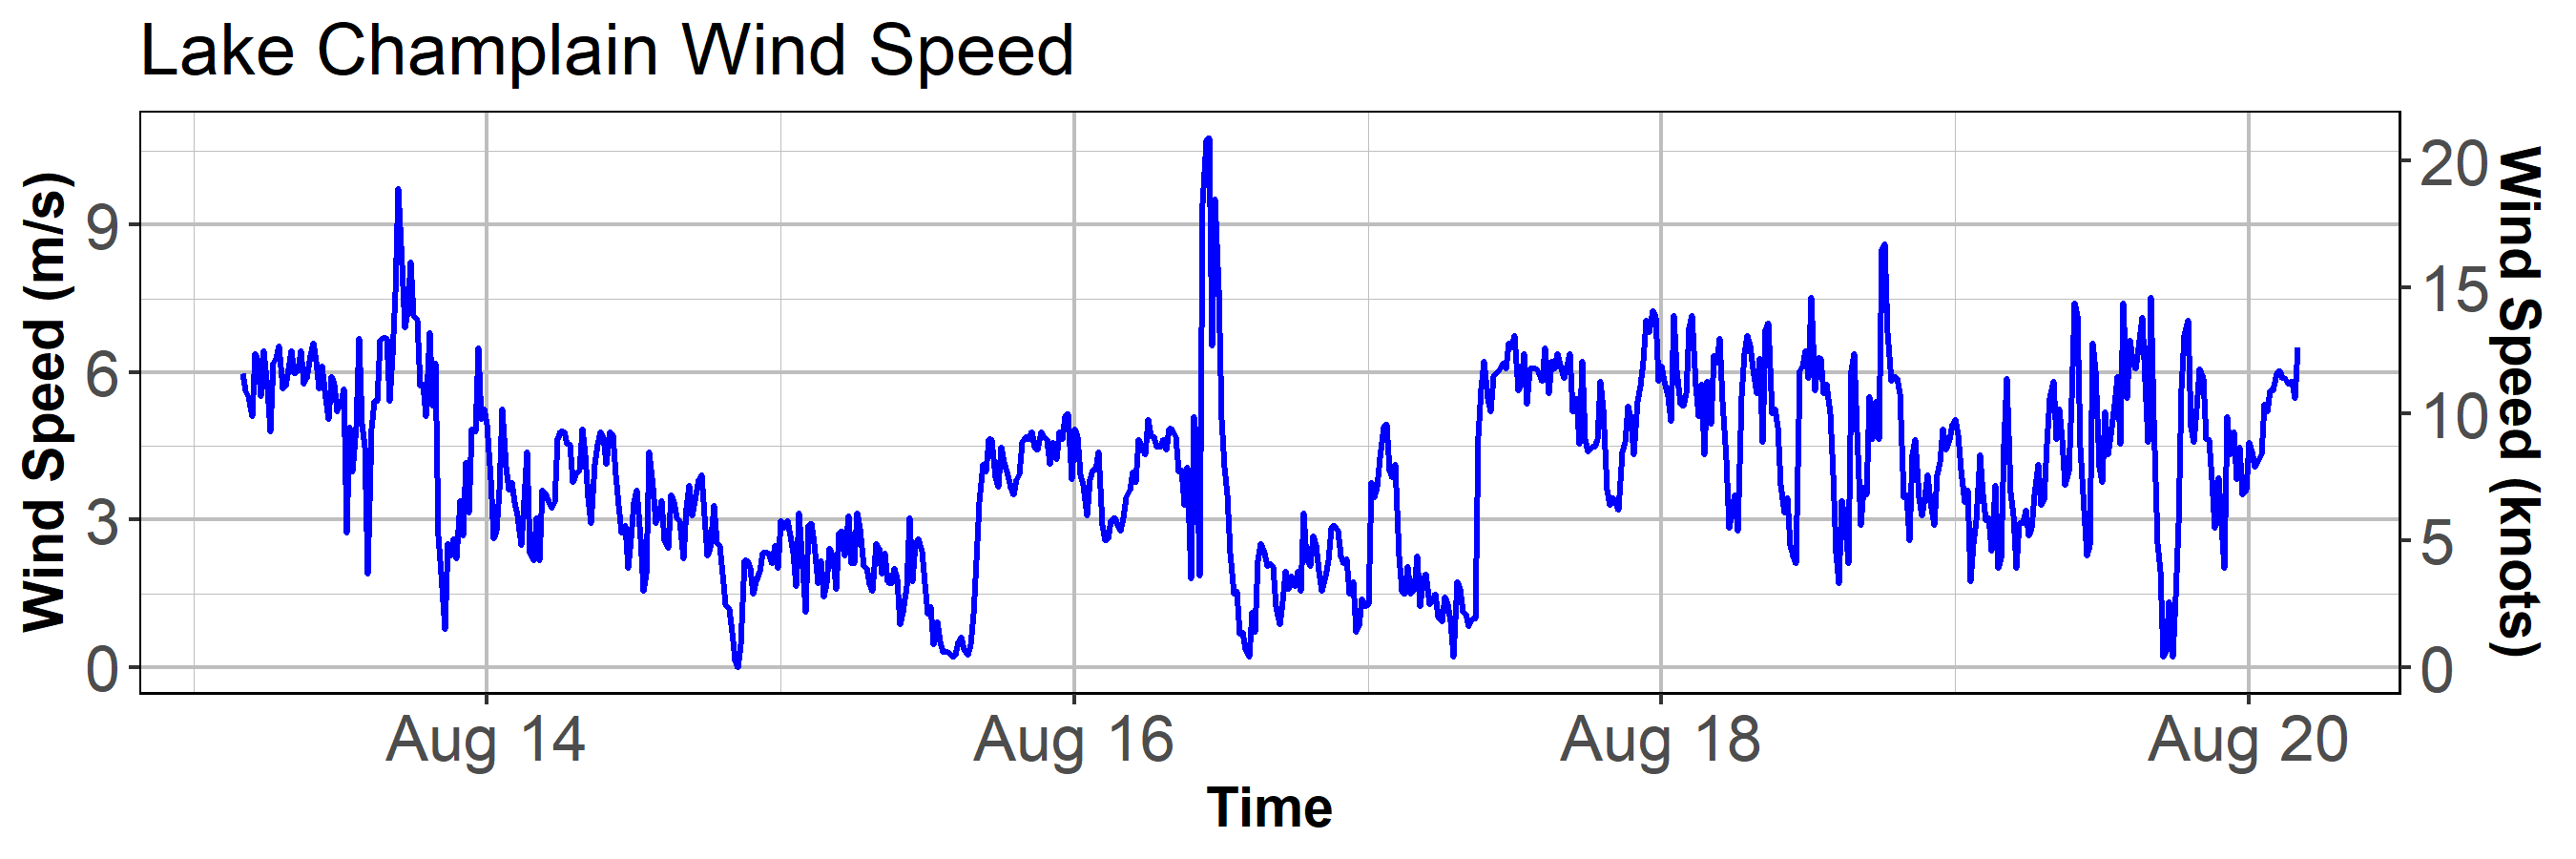 Lake Champlain Wind Speed
Wind Speed (m/s)
9
6
3
0
20
15
10
5
0
Wind Speed (knots)
Aug 14
Aug 16
Aug 18
Aug 20
Time